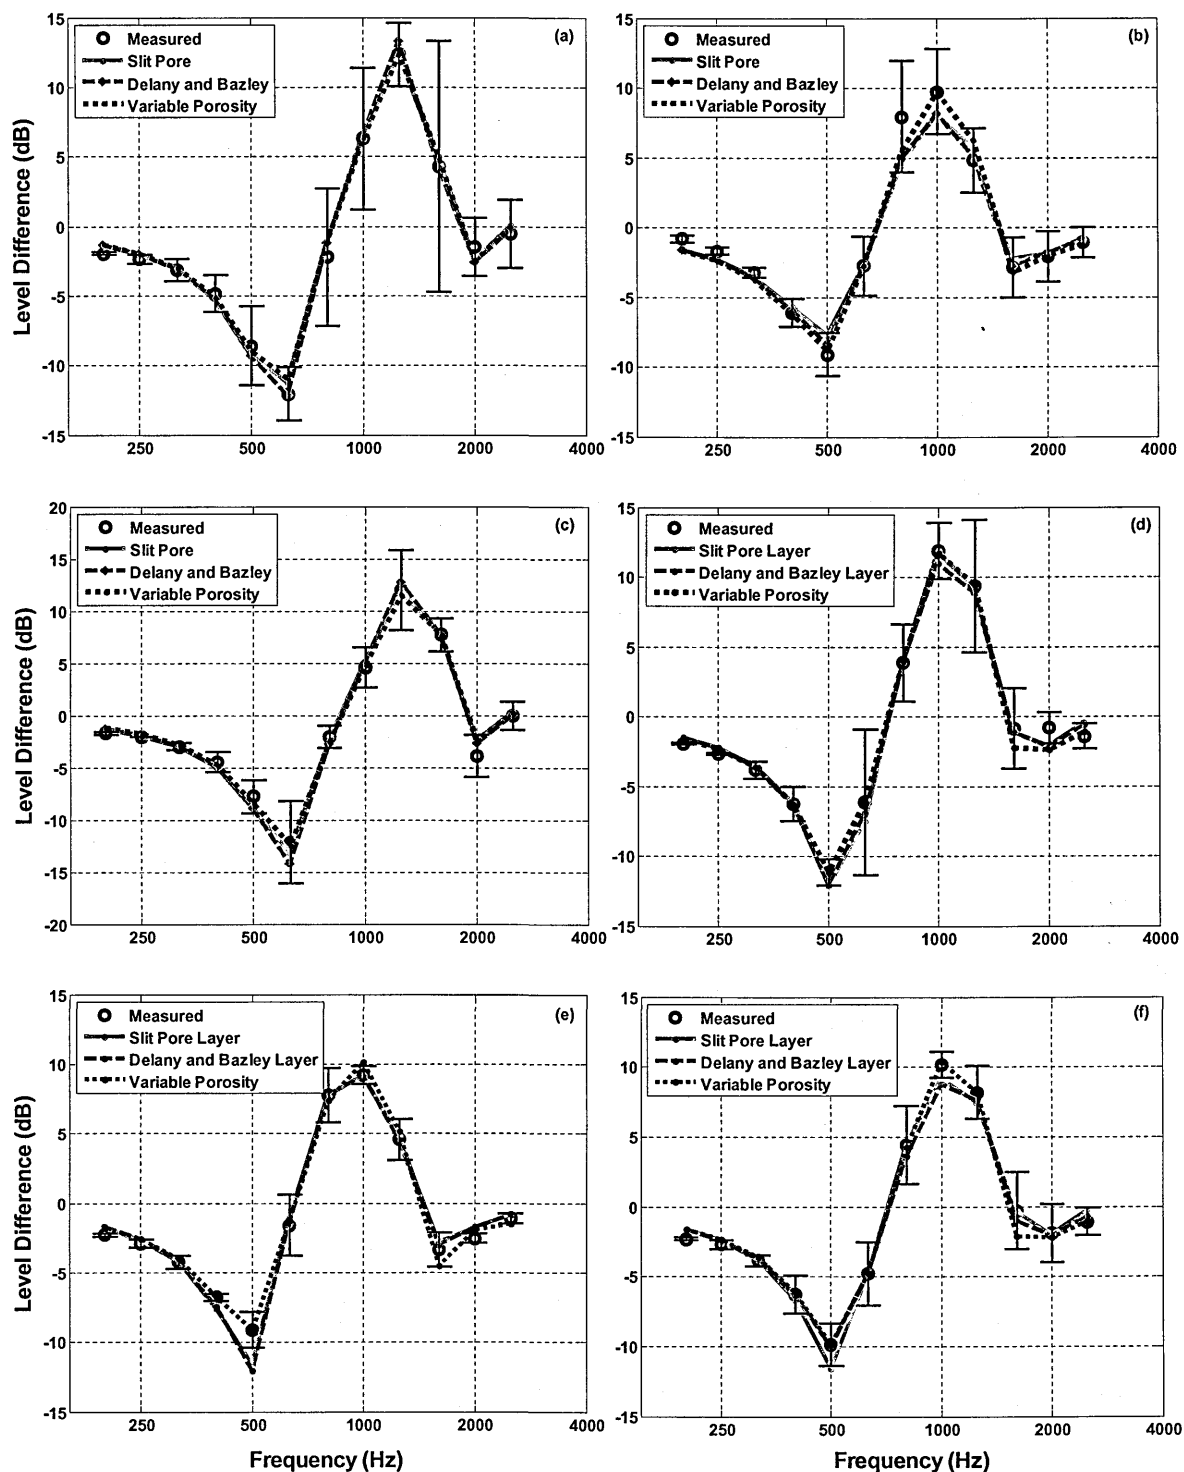 15
10
5
0
-5
-10
-15
Level Difference (dB)
Measured
Slit Pore
Delany and Bazley
Variable Porosity
(a)
250
500
1000
2000
4000
15
10
5
0
-5
-10
-15
Measured
Slit Pore
Delany and Bazley
Variable Porosity
(b)
250
500
1000
2000
4000
20
15
10
5
0
-5
-10
-15
-20
Level Difference (dB)
Measured
Slit Pore
Delany and Bazley
Variable Porosity
(c)
250
500
1000
2000
4000
15
10
5
0
-5
-10
-15
Measured
Slit Pore Layer
Delany and Bazley Layer
Variable Porosity
(d)
250
500
1000
2000
4000
15
10
5
0
-5
-10
-15
Level Difference (dB)
Measured
Slit Pore Layer
Delany and Bazley Layer
Variable Porosity
(e)
250
500
1000
2000
4000
Frequency (Hz)
15
10
5
0
-5
-10
-15
Measured
Slit Pore Layer
Delany and Bazley Layer
Variable Porosity
(f)
250
500
1000
2000
4000
Frequency (Hz)